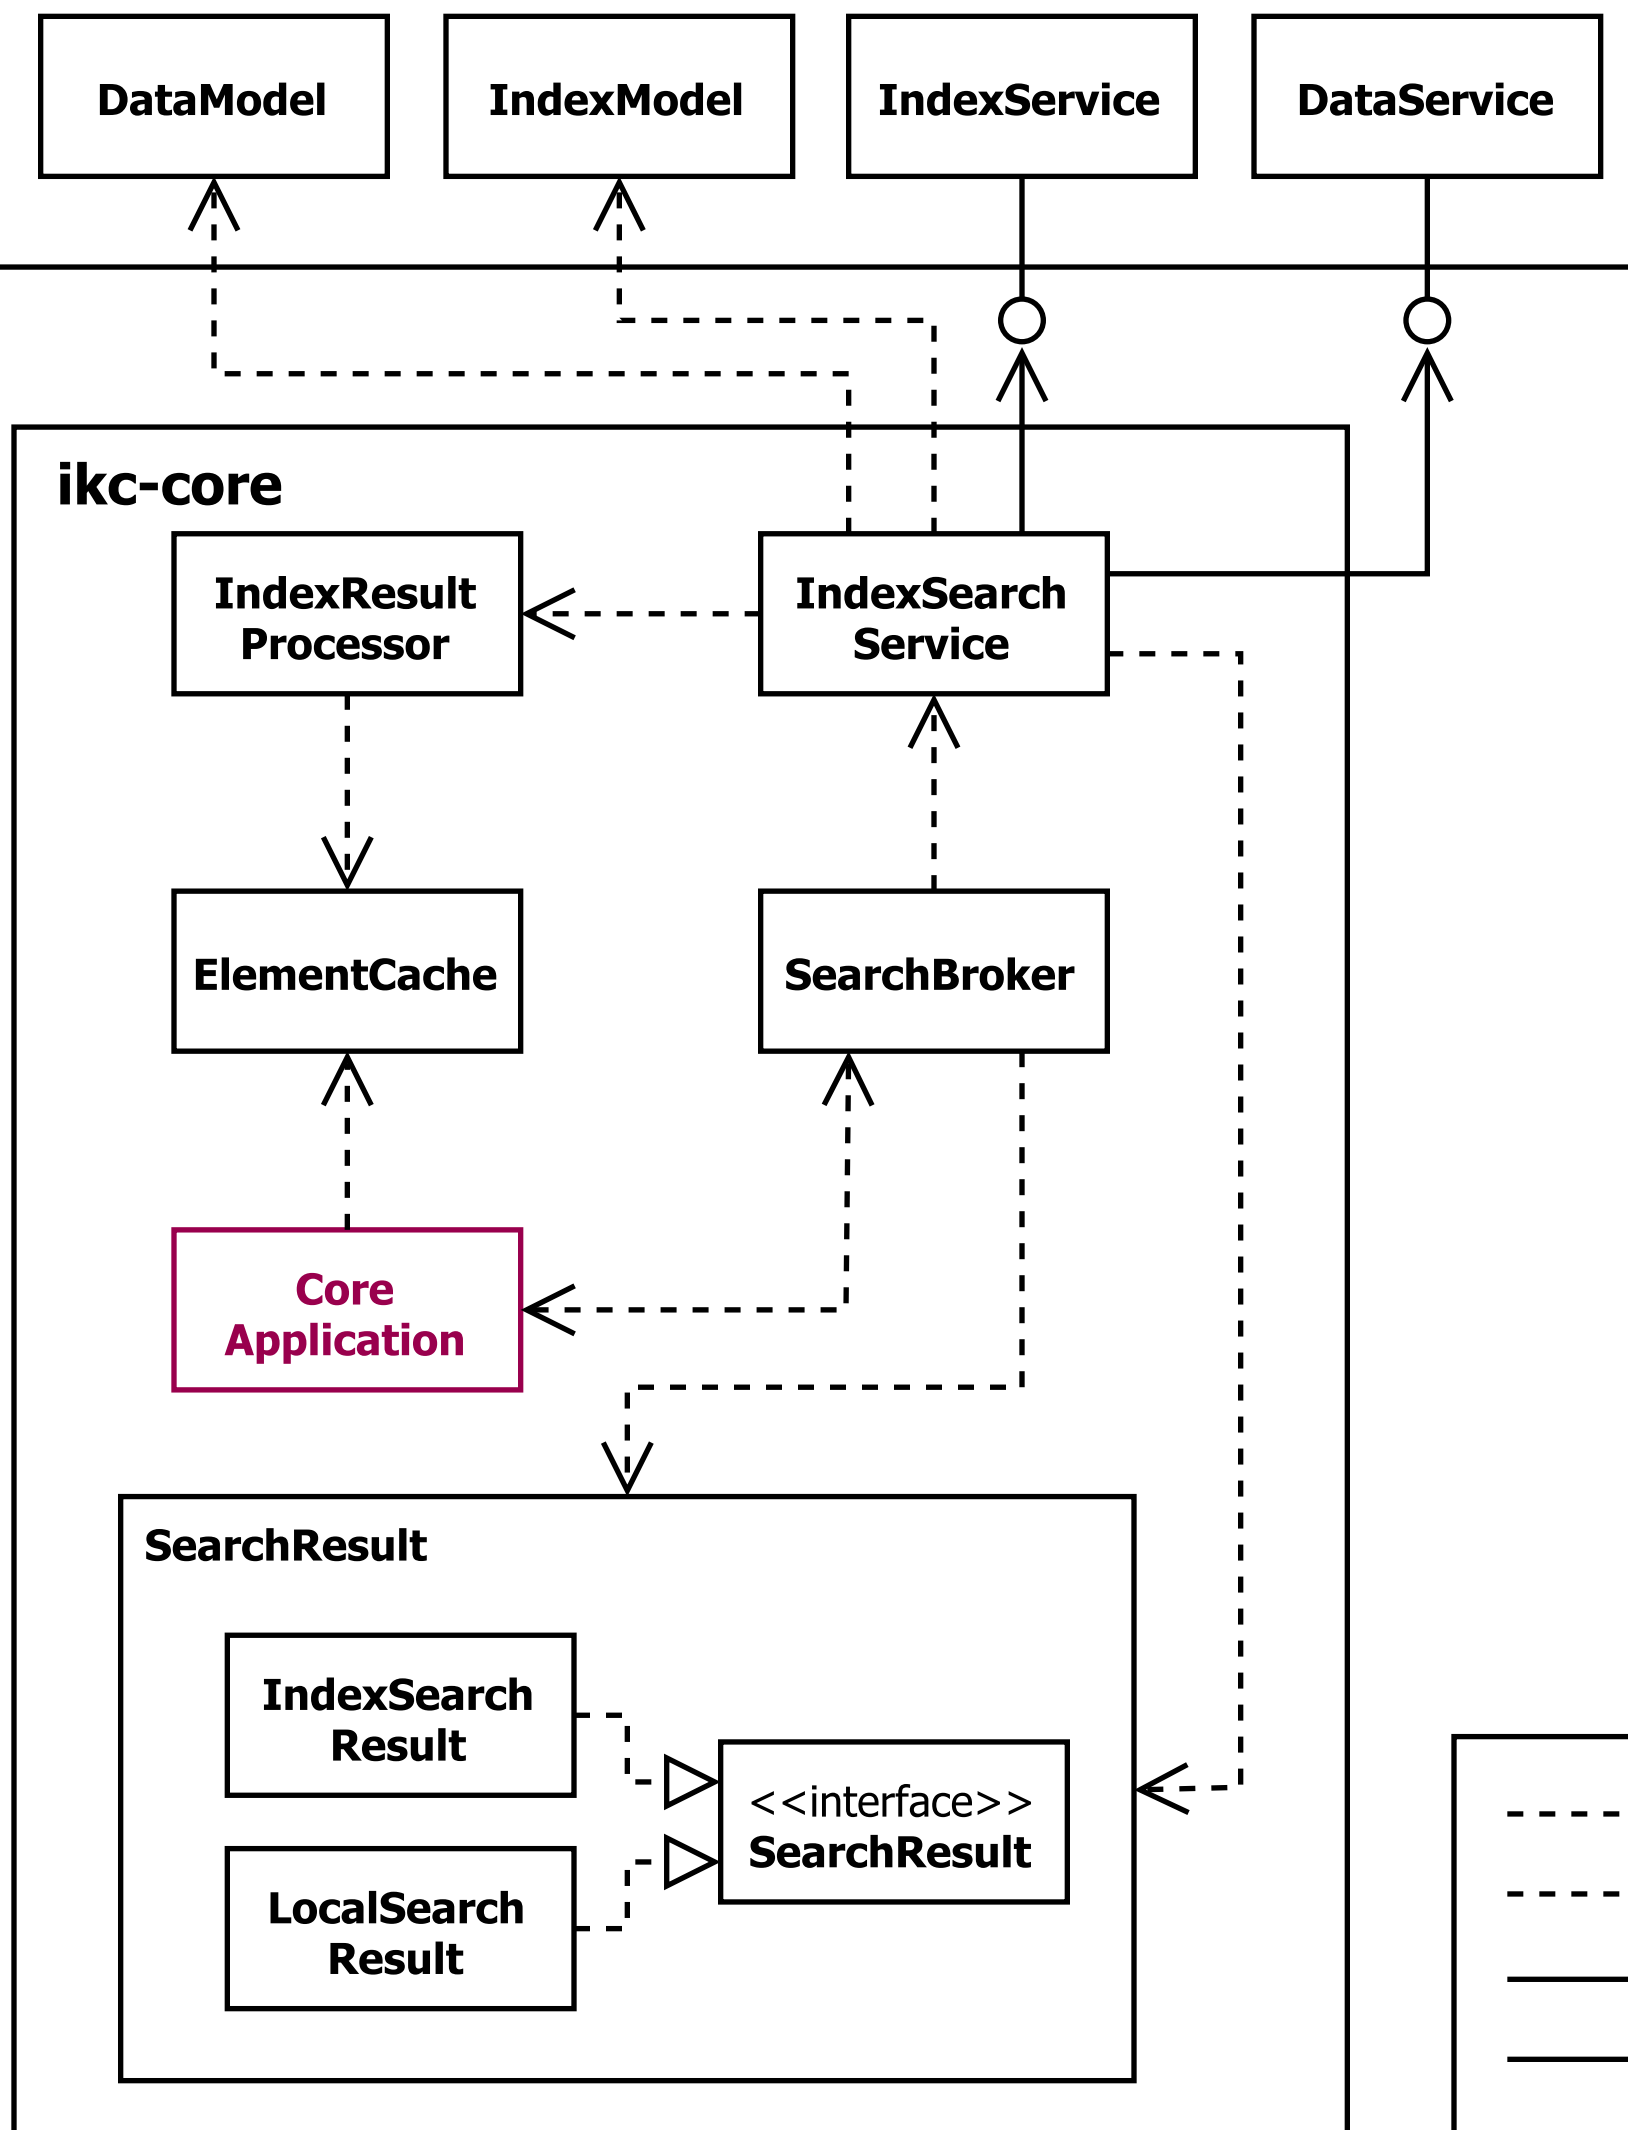 DataModel
IndexModel
IndexService
DataService
ikc-core
IndexResult
Processor
IndexSearch
Service
ElementCache
SearchBroker
Core
Application
SearchResult
IndexSearch
Result
<<interface>>
SearchResult
LocalSearch
Result